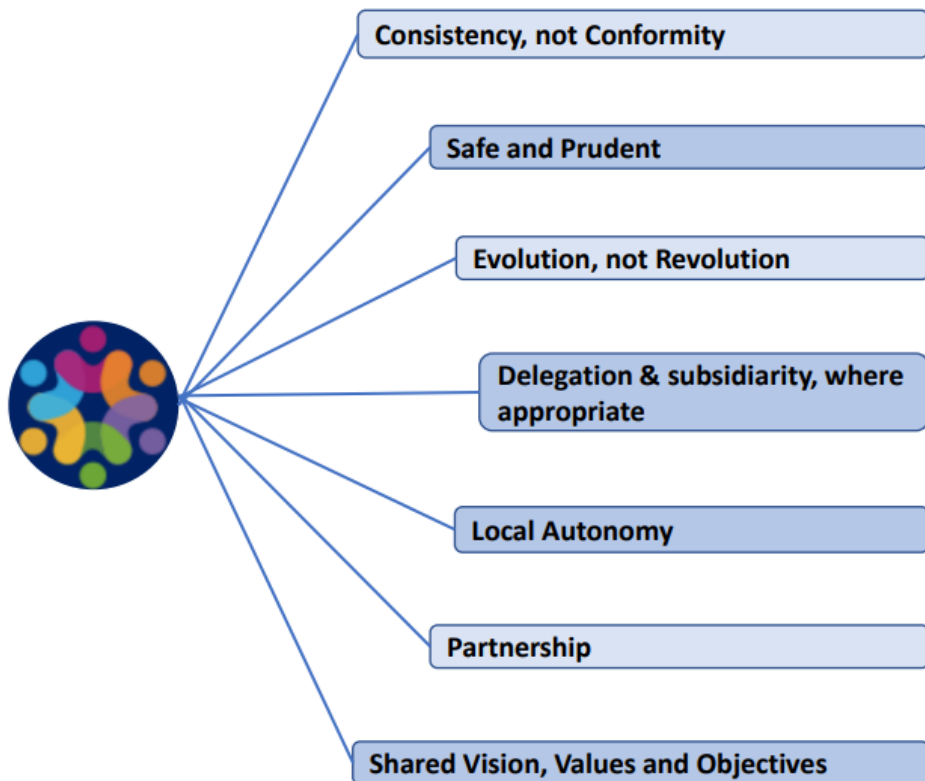 Consistency, not Conformity
Safe and Prudent
Evolution, not Revolution
Delegation & subsidiarity, where
appropriate
Local Autonomy
Partnership
Shared Vision, Values and Objectives